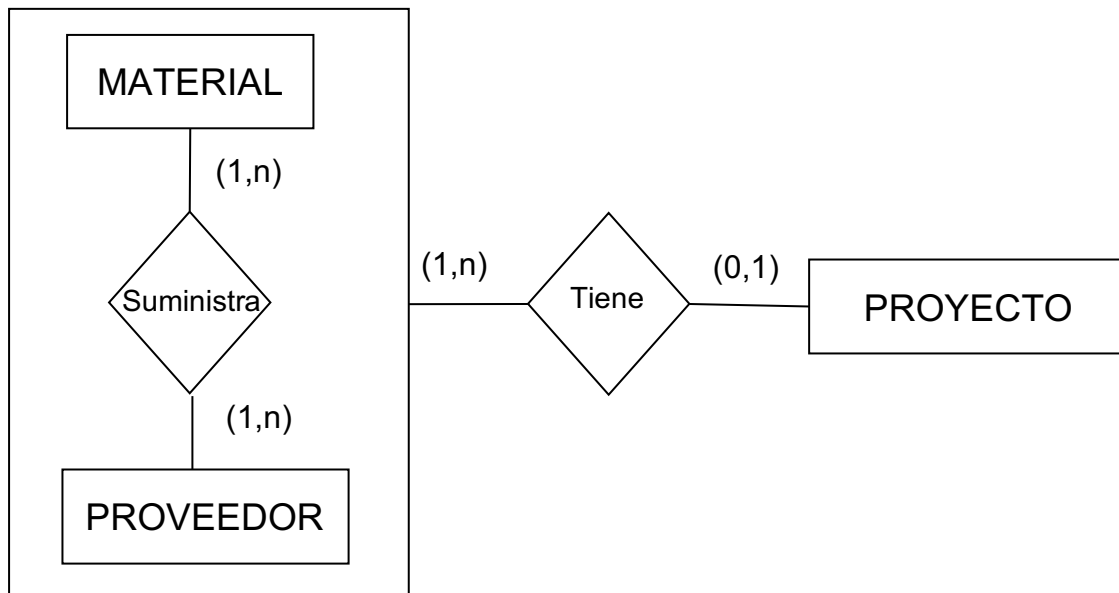 MATERIAL
(1,n)
Suministra
(1,n)
PROVEEDOR
(1,n)
Tiene
(0,1)
PROYECTO